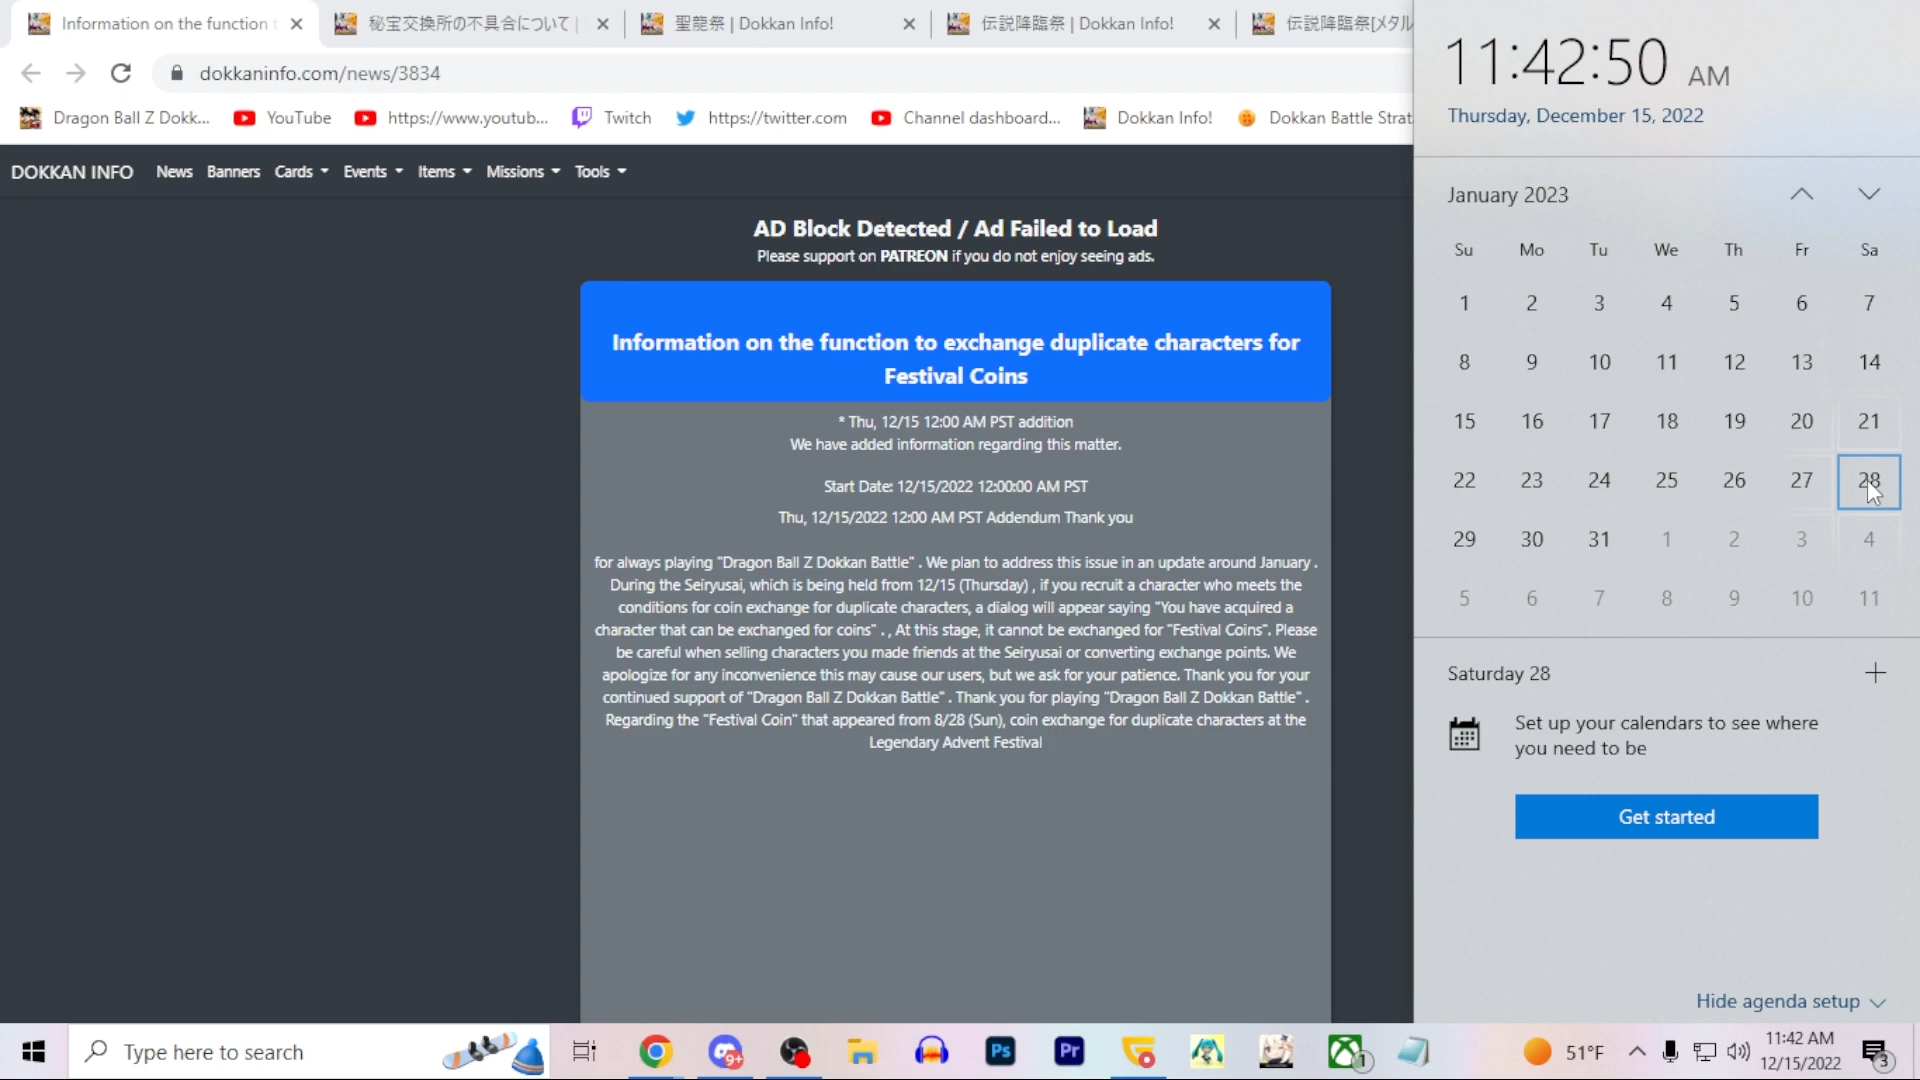 Information on the function t
秘宝交換所の不具合について |
聖龍祭 | Dokkan Info!
伝説降臨祭 | Dokkan Info!
伝説降臨祭[メタル
dokkaninfo.com/news/3834
Dragon Ball Z Dokk...
YouTube
https://www.youtub...
Twitch
https://twitter.com
Channel dashboard...
Dokkan Info!
Dokkan Battle Strat
DOKKAN INFO News Banners Cards Events Items Missions Tools
AD Block Detected / Ad Failed to Load
Please support on PATREON if you do not enjoy seeing ads.
Information on the function to exchange duplicate characters for
Festival Coins
* Thu, 12/15 12:00 AM PST addition
We have added information regarding this matter.
Start Date: 12/15/2022 12:00:00 AM PST
Thu, 12/15/2022 12:00 AM PST Addendum Thank you
for always playing "Dragon Ball Z Dokkan Battle" . We plan to address this issue in an update around January .
During the Seiryusai, which is being held from 12/15 (Thursday) , if you recruit a character who meets the
conditions for coin exchange for duplicate characters, a dialog will appear saying "You have acquired a
character that can be exchanged for coins" . , At this stage, it cannot be exchanged for "Festival Coins". Please
be careful when selling characters you made friends at the Seiryusai or converting exchange points. We
apologize for any inconvenience this may cause our users, but we ask for your patience. Thank you for your
continued support of "Dragon Ball Z Dokkan Battle" . Thank you for playing "Dragon Ball Z Dokkan Battle" .
Regarding the "Festival Coin" that appeared from 8/28 (Sun), coin exchange for duplicate characters at the
Legendary Advent Festival
11:42:50 AM
Thursday, December 15, 2022
January 2023
Su Mo Tu We Th Fr Sa
1 2 3 4 5 6 7
8 9 10 11 12 13 14
15 16 17 18 19 20 21
22 23 24 25 26 27 28
29 30 31 1 2 3 4
5 6 7 8 9 10 11
Saturday 28
Set up your calendars to see where
you need to be
Get started
Hide agenda setup
Type here to search
9+
Ps
Pr
1
51°F
11:42 AM
12/15/2022
3